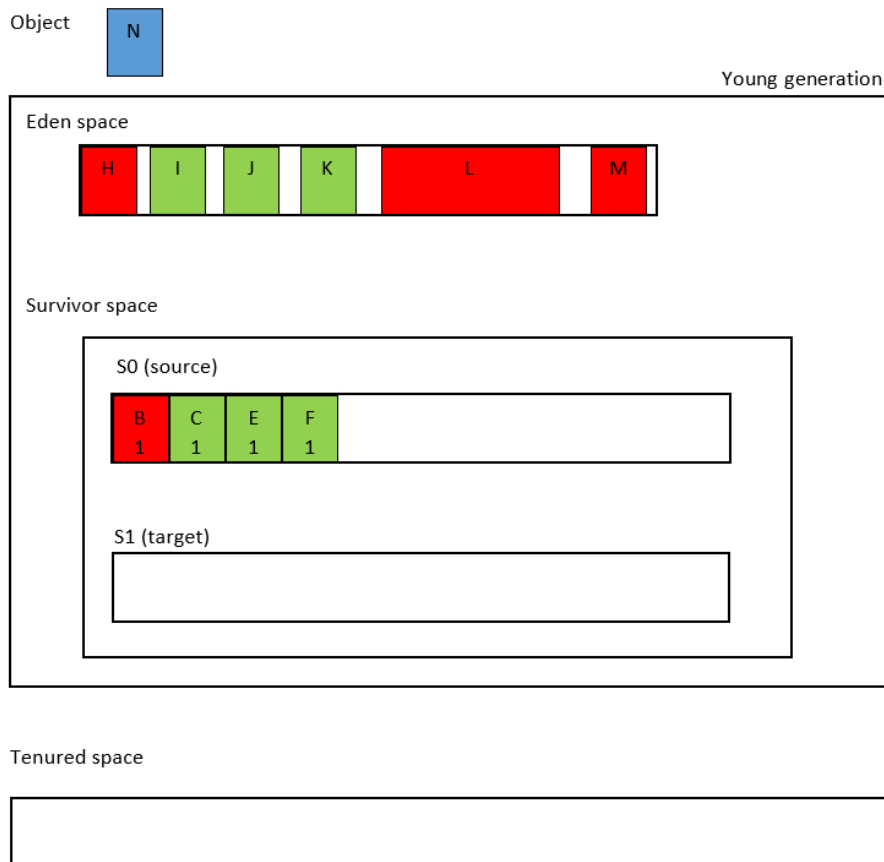 Object
N
Young generation
Eden space
H I J K L M
Survivor space
S0 (source)
B C E F
1 1 1 1
S1 (target)
Tenured space